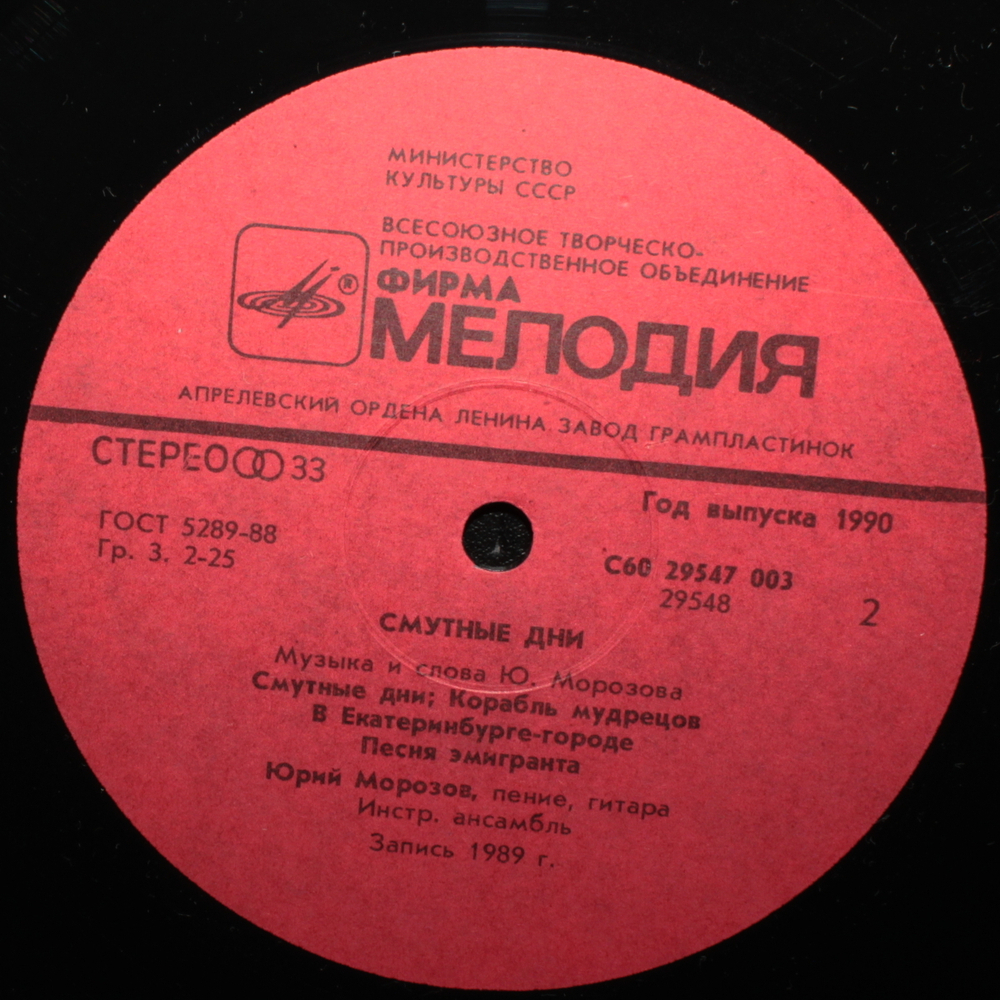 МИНИСТЕРСТВО
КУЛЬТУРЫ СССР
ВСЕСОЮЗНОЕ ТВОРЧЕСКО-
ПРОИЗВОДСТВЕННОЕ ОБЪЕДИНЕНИЕ
®
ФИРМА
МЕЛОДИЯ
АПРЕЛЕВСКИЙ ОРДЕНА ЛЕНИНА ЗАВОД ГРАМПЛАСТИНОК
СТЕРЕО 33
Год выпуска 1990
ГОСТ 5289-88
Гр. 3. 2-25
С60 29547 003
29548
2
СМУТНЫЕ ДНИ
Музыка и слова Ю. Морозова
Смутные дни; Корабль мудрецов
В Екатеринбурге-городе
Песня эмигранта
Юрий Морозов, пение, гитара
Инстр. ансамбль
Запись 1989 г.